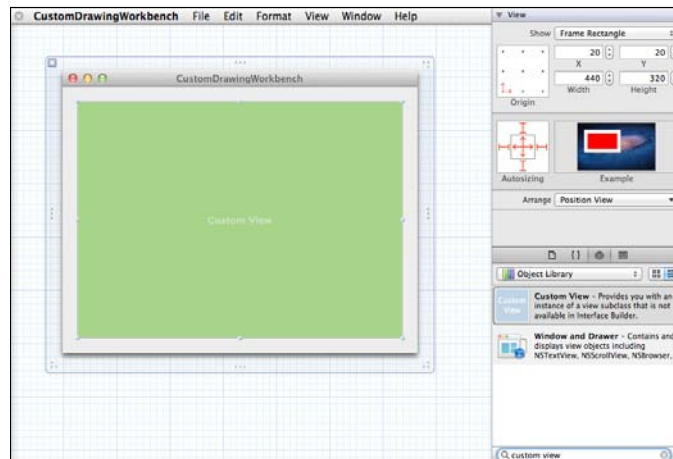 CustomDrawingWorkbench File Edit Format View Window Help
CustomDrawingWorkbench
Custom View
View
Show Frame Rectangle
20 20
X Y
440 320
Width Height
Origin
Autosizing Example
Arrange Position View
Object Library
Custom View
Custom View - Provides you with an
instance of a view subclass that is not
available in Interface Builder.
Window and Drawer - Contains and
displays view objects including
NSTextView, NSScrollView, NSBrowser,
custom view